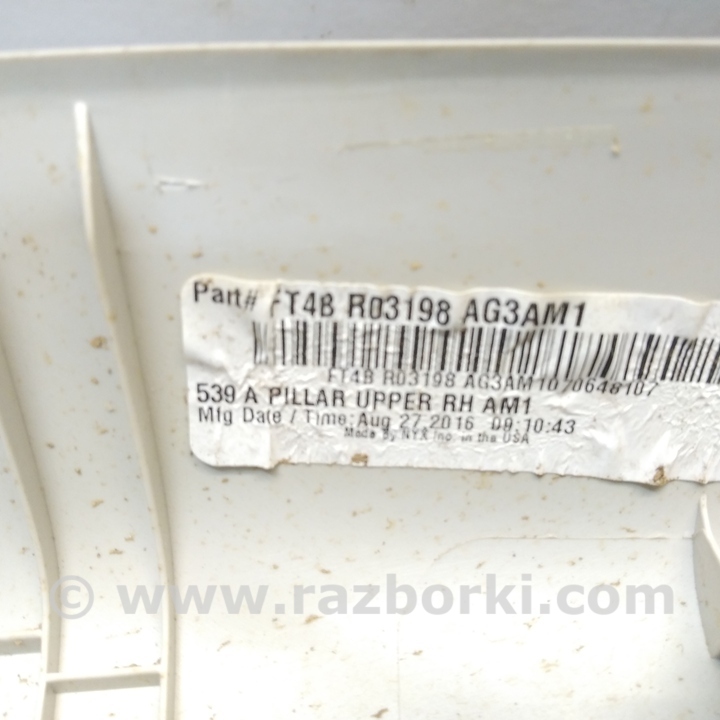 Part# FT4B R03198 AG3AM1
FT4B R03198 AG3AM1070648107
539 A PILLAR UPPER RH AM1
Mfg Date / Time: Aug 27 2016 09:10:43
Made by NYX Inc. in the USA
© www.razborki.com